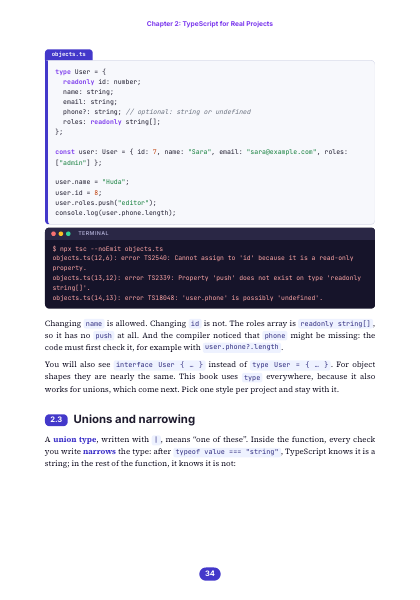 Chapter 2: TypeScript for Real Projects
objects.ts
type User = {
  readonly id: number;
  name: string;
  email: string;
  phone?: string; // optional: string or undefined
  roles: readonly string[];
};
const user: User = { id: 7, name: "Sara", email: "sara@example.com", roles:
["admin"] };
user.name = "Huda";
user.id = 8;
user.roles.push("editor");
console.log(user.phone.length);
TERMINAL
$ npx tsc --noEmit objects.ts
objects.ts(12,6): error TS2540: Cannot assign to 'id' because it is a read-only
property.
objects.ts(13,12): error TS2339: Property 'push' does not exist on type 'readonly
string[]'.
objects.ts(14,13): error TS18048: 'user.phone' is possibly 'undefined'.
Changing name is allowed. Changing id is not. The roles array is readonly string[],
so it has no push at all. And the compiler noticed that phone might be missing: the
code must first check it, for example with user.phone?.length.
You will also see interface User { … } instead of type User = { … }. For object
shapes they are nearly the same. This book uses type everywhere, because it also
works for unions, which come next. Pick one style per project and stay with it.
2.3 Unions and narrowing
A union type, written with |, means “one of these”. Inside the function, every check
you write narrows the type: after typeof value === "string", TypeScript knows it is a
string; in the rest of the function, it knows it is not:
34